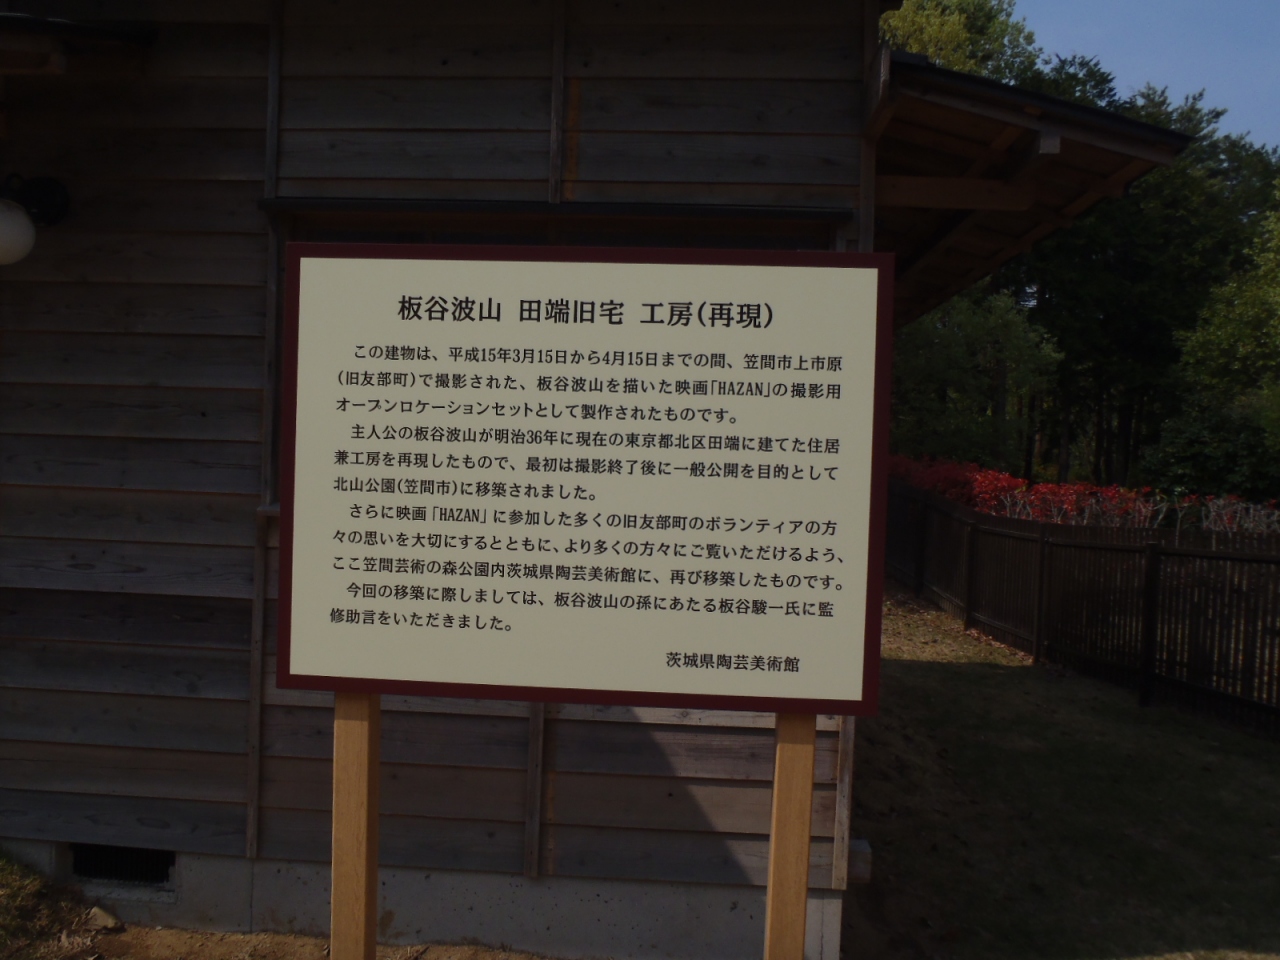 板谷波山 田端旧宅 工房(再現)
この建物は、平成15年3月15日から4月15日までの間、笠間市上市原
(旧友部町)で撮影された、板谷波山を描いた映画「HAZAN」の撮影用
オープンロケーションセットとして製作されたものです。
主人公の板谷波山が明治36年に現在の東京都北区田端に建てた住居
兼工房を再現したもので、最初は撮影終了後に一般公開を目的として
北山公園(笠間市)に移築されました。
さらに映画「HAZAN」に参加した多くの旧友部町のボランティアの方
々の思いを大切にするとともに、より多くの方々にご覧いただけるよう、
ここ笠間芸術の森公園内茨城県陶芸美術館に、再び移築したものです。
今回の移築に際しましては、板谷波山の孫にあたる板谷駿一氏に監
修助言をいただきました。
茨城県陶芸美術館